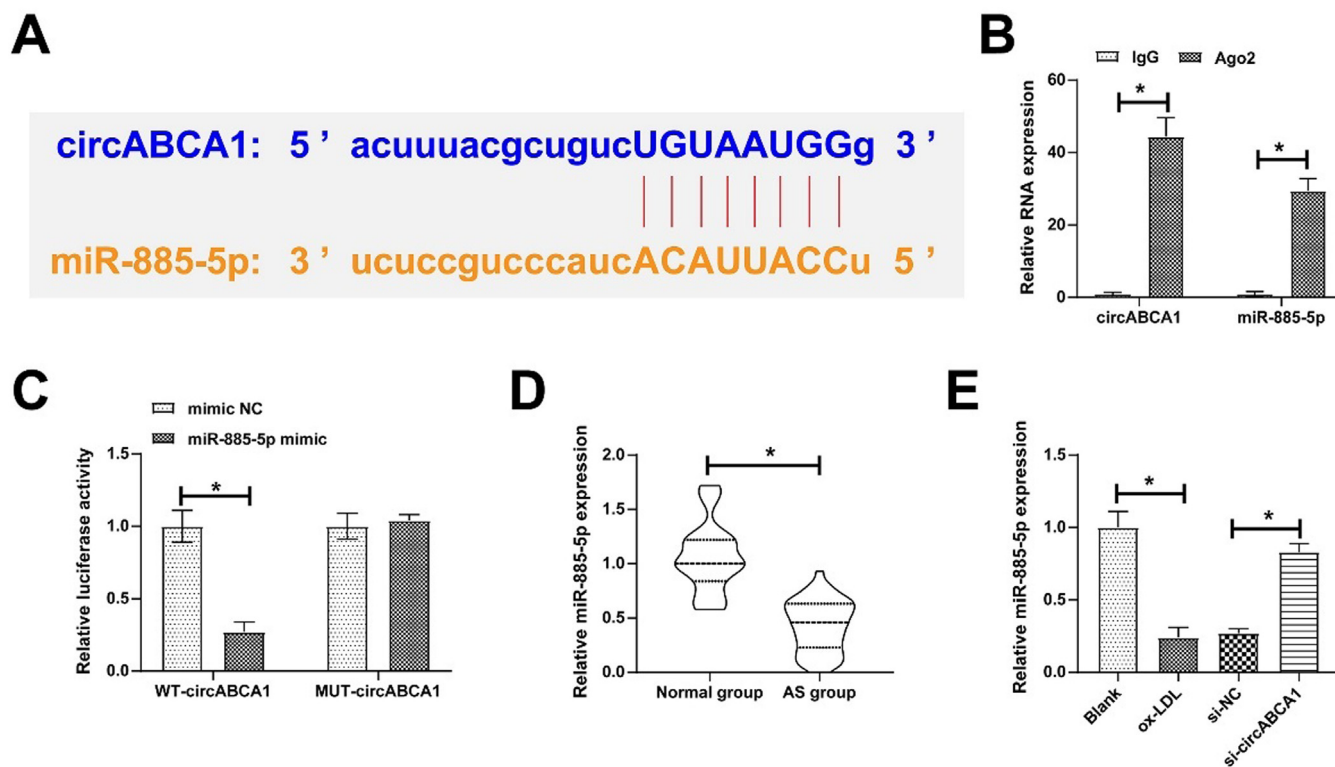 A
circABCA1: 5 ’ acuuuacgcugucUGUAAUGGg 3 ’
miR-885-5p: 3 ’ ucuccgucccaucACAUUACCu 5 ’
B
IgG Ago2
Relative RNA expression
60
40
20
0
* *
circABCA1 miR-885-5p
C
mimic NC
miR-885-5p mimic
Relative luciferase activity
1.5
1.0
0.5
0.0
*
WT-circABCA1 MUT-circABCA1
D
Relative miR-885-5p expression
2.0
1.5
1.0
0.5
0.0
*
Normal group AS group
E
Relative miR-885-5p expression
1.5
1.0
0.5
0.0
* *
Blank
ox-LDL
si-NC
si-circABCA1